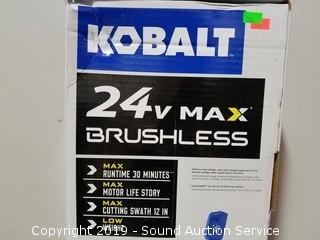 KOBALT
24V MAX*
BRUSHLESS
MAX
RUNTIME 30 MINUTES**
MAX
MOTOR LIFE STORY
MAX
CUTTING SWATH 12 IN
LOW
Copyright 2019 - Sound Auction Service